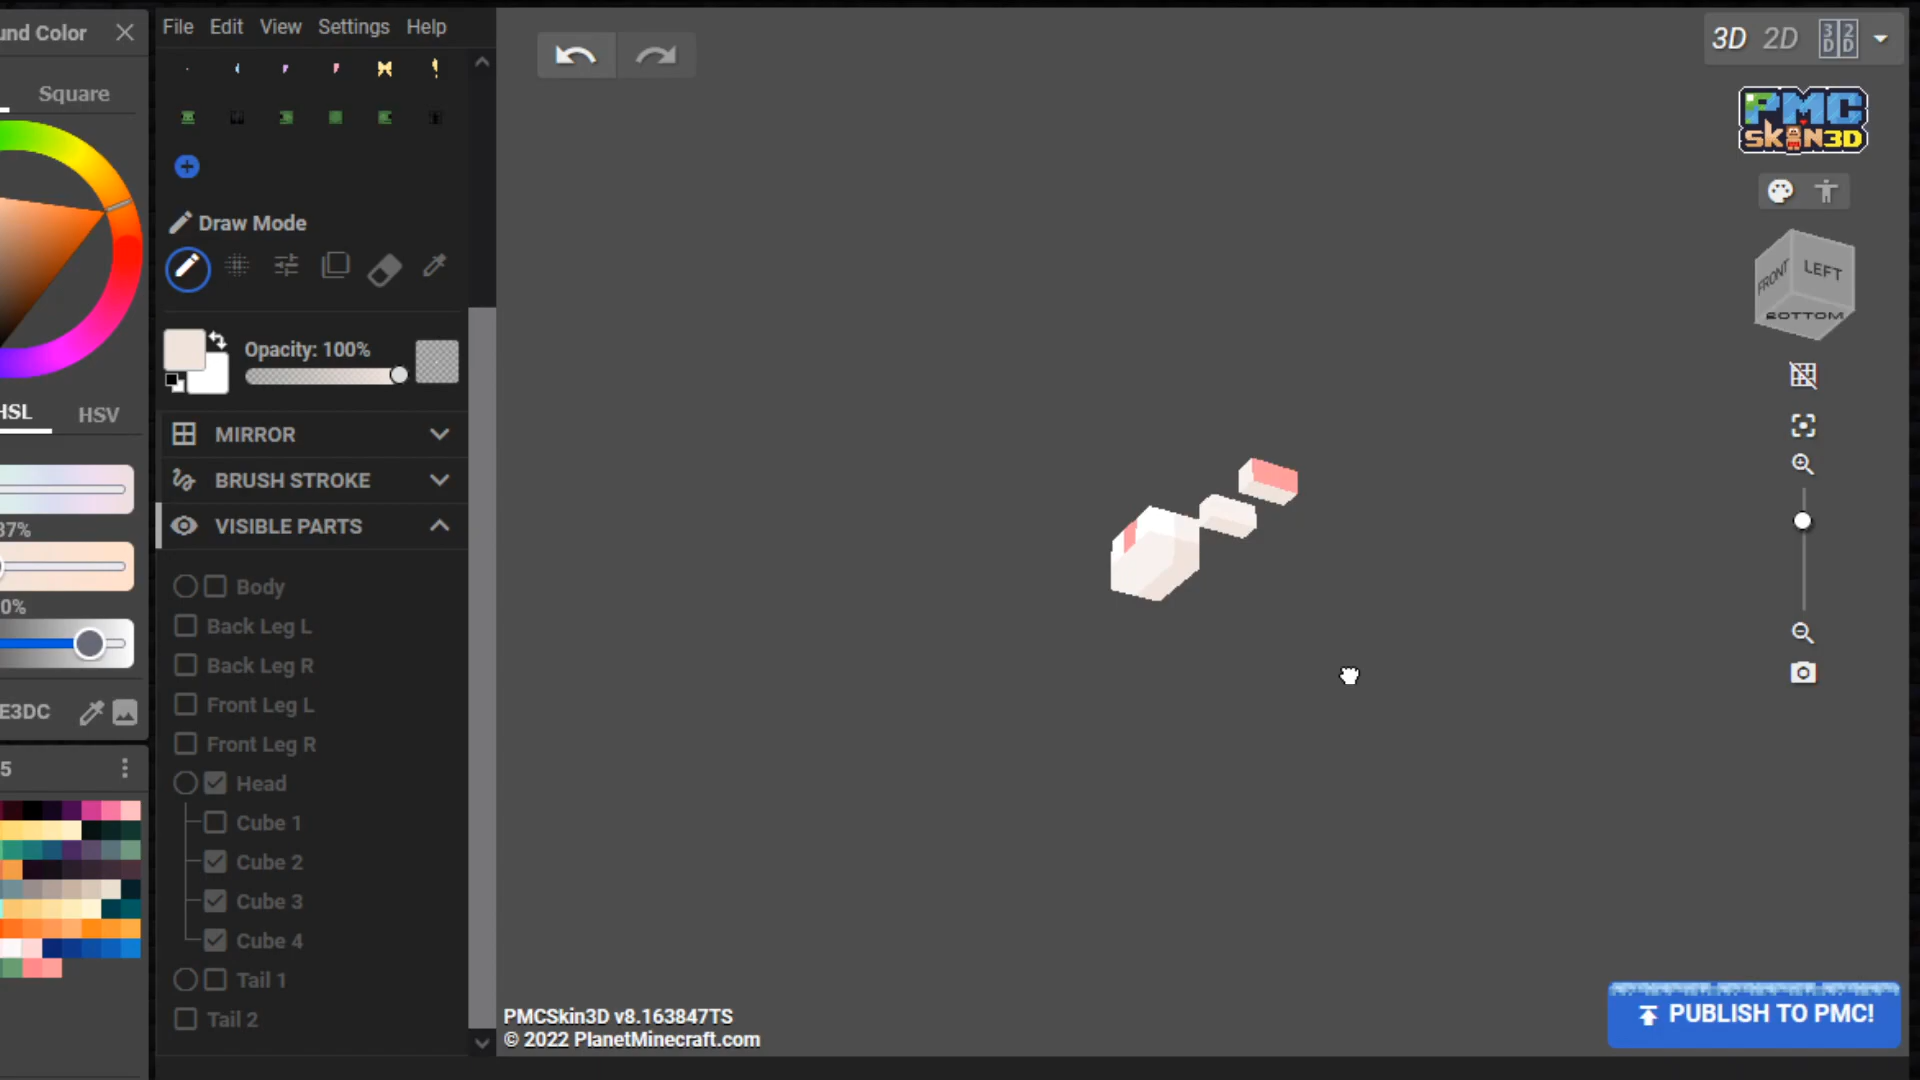 und Color
Square
HSL
HSV
37%
0%
E3DC
5
File Edit View Settings Help
Draw Mode
Opacity: 100%
MIRROR
BRUSH STROKE
VISIBLE PARTS
Body
Back Leg L
Back Leg R
Front Leg L
Front Leg R
Head
Cube 1
Cube 2
Cube 3
Cube 4
Tail 1
Tail 2
PMCSkin3D v8.163847TS
© 2022 PlanetMinecraft.com
3D 2D 3D 2D
PMC
SKIN3D
FRONT LEFT
BOTTOM
PUBLISH TO PMC!